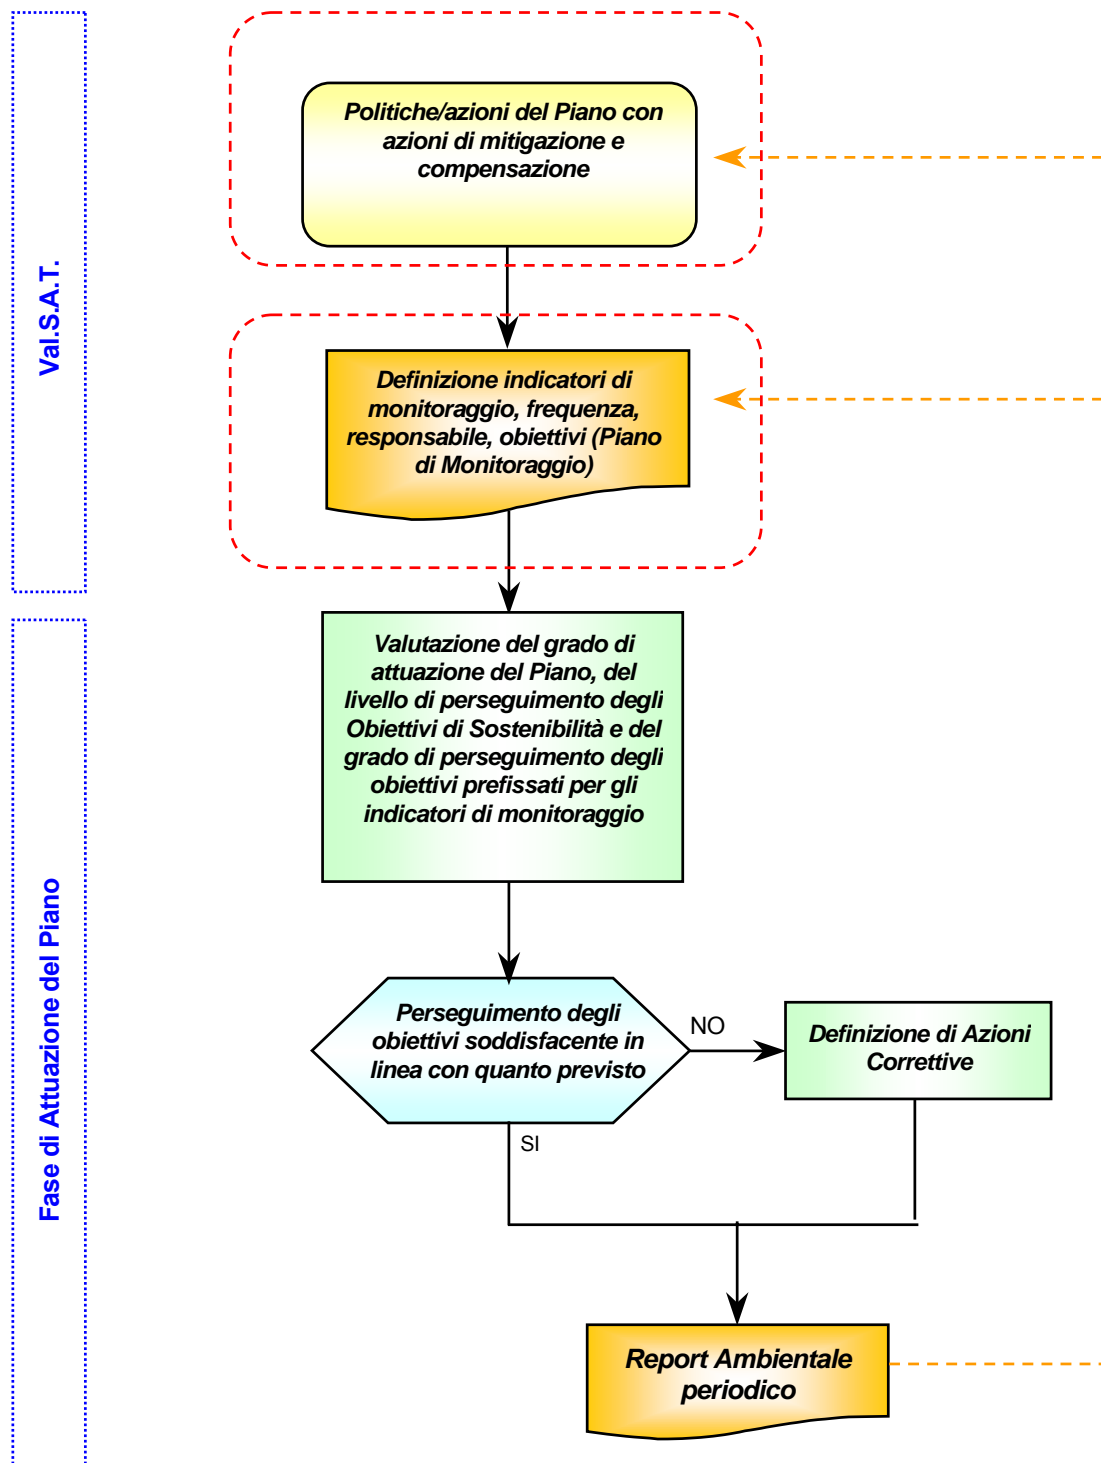 Val.S.A.T.
Politiche/azioni del Piano con
azioni di mitigazione e
compensazione
Definizione indicatori di
monitoraggio, frequenza,
responsabile, obiettivi (Piano
di Monitoraggio)
Fase di Attuazione del Piano
Valutazione del grado di
attuazione del Piano, del
livello di perseguimento degli
Obiettivi di Sostenibilità e del
grado di perseguimento degli
obiettivi prefissati per gli
indicatori di monitoraggio
Perseguimento degli
obiettivi soddisfacente in
linea con quanto previsto
NO
Definizione di Azioni
Correttive
SI
Report Ambientale
periodico